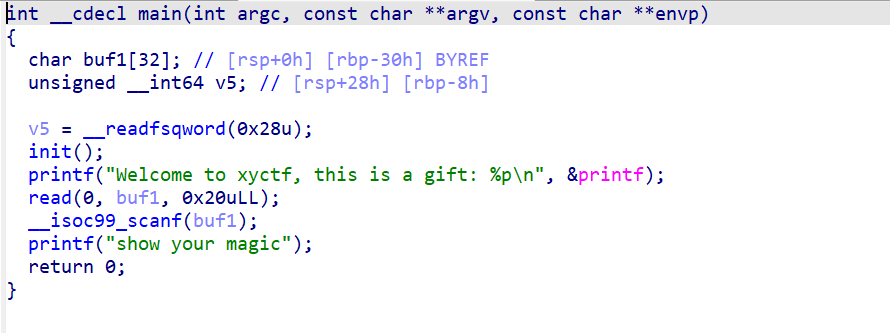 int __cdecl main(int argc, const char **argv, const char **envp)
{
  char buf1[32]; // [rsp+0h] [rbp-30h] BYREF
  unsigned __int64 v5; // [rsp+28h] [rbp-8h]

  v5 = __readfsqword(0x28u);
  init();
  printf("Welcome to xyctf, this is a gift: %p\n", &printf);
  read(0, buf1, 0x20uLL);
  __isoc99_scanf(buf1);
  printf("show your magic");
  return 0;
}